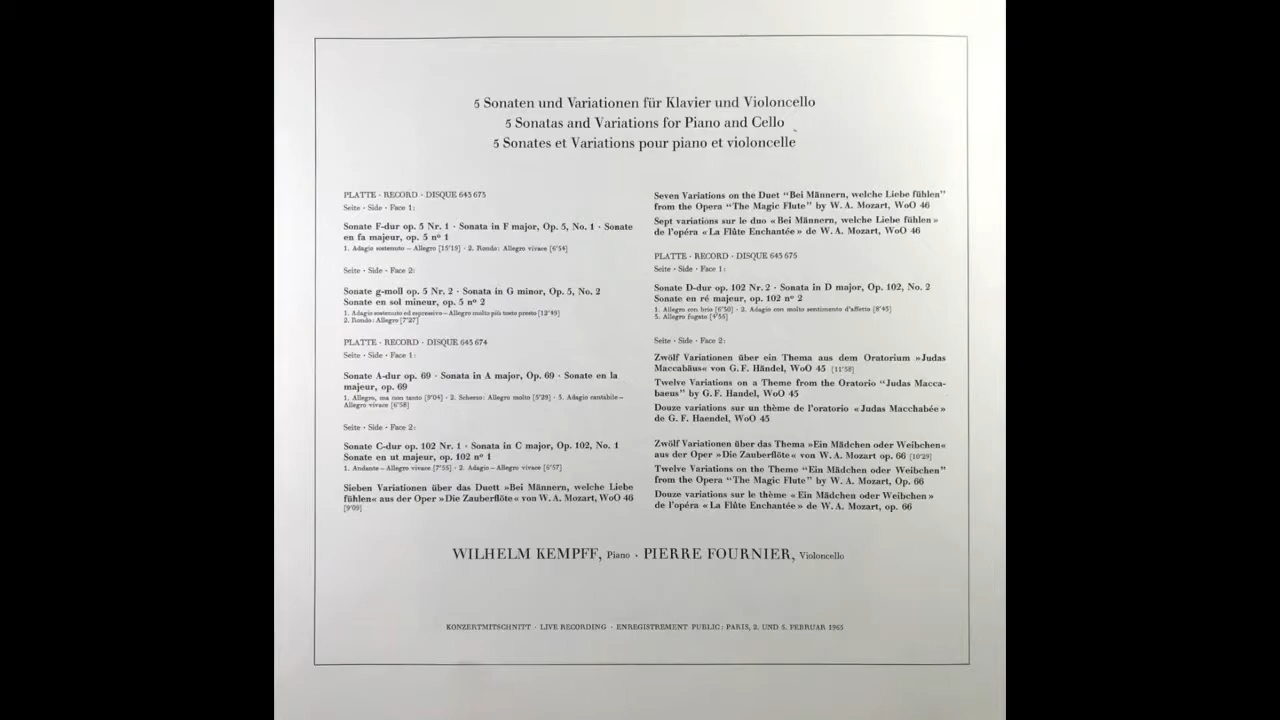 5 Sonaten und Variationen für Klavier und Violoncello
5 Sonatas and Variations for Piano and Cello
5 Sonates et Variations pour piano et violoncelle
PLATTE · RECORD · DISQUE 643 673
Seite · Side · Face 1:
Sonate F-dur op. 5 Nr. 1 · Sonata in F major, Op. 5, No. 1 · Sonate
en fa majeur, op. 5 nº 1
1. Adagio sostenuto – Allegro [15'19] · 2. Rondo: Allegro vivace [6'54]
Seite · Side · Face 2:
Sonate g-moll op. 5 Nr. 2 · Sonata in G minor, Op. 5, No. 2
Sonate en sol mineur, op. 5 nº 2
1. Adagio sostenuto ed espressivo – Allegro molto più tosto presto [12'49]
2. Rondo: Allegro [7'27]
PLATTE · RECORD · DISQUE 643 674
Seite · Side · Face 1:
Sonate A-dur op. 69 · Sonata in A major, Op. 69 · Sonate en la
majeur, op. 69
1. Allegro, ma non tanto [9'04] · 2. Scherzo: Allegro molto [5'29] · 3. Adagio cantabile –
Allegro vivace [6'58]
Seite · Side · Face 2:
Sonate C-dur op. 102 Nr. 1 · Sonata in C major, Op. 102, No. 1
Sonate en ut majeur, op. 102 nº 1
1. Andante – Allegro vivace [7'55] · 2. Adagio – Allegro vivace [6'57]
Sieben Variationen über das Duett »Bei Männern, welche Liebe
fühlen« aus der Oper »Die Zauberflöte« von W. A. Mozart, WoO 46
[9'09]
Seven Variations on the Duet “Bei Männern, welche Liebe fühlen”
from the Opera “The Magic Flute” by W. A. Mozart, WoO 46
Sept variations sur le duo «Bei Männern, welche Liebe fühlen»
de l'opéra «La Flûte Enchantée» de W. A. Mozart, WoO 46
PLATTE · RECORD · DISQUE 643 675
Seite · Side · Face 1:
Sonate D-dur op. 102 Nr. 2 · Sonata in D major, Op. 102, No. 2
Sonate en ré majeur, op. 102 nº 2
1. Allegro con brio [6'50] · 2. Adagio con molto sentimento d'affetto [8'45]
3. Allegro fugato [4'35]
Seite · Side · Face 2:
Zwölf Variationen über ein Thema aus dem Oratorium »Judas
Maccabäus« von G. F. Händel, WoO 45 [11'58]
Twelve Variations on a Theme from the Oratorio “Judas Macca-
baeus” by G. F. Handel, WoO 45
Douze variations sur un thème de l'oratorio «Judas Macchabée»
de G. F. Haendel, WoO 45
Zwölf Variationen über das Thema »Ein Mädchen oder Weibchen«
aus der Oper »Die Zauberflöte« von W. A. Mozart op. 66 [10'29]
Twelve Variations on the Theme “Ein Mädchen oder Weibchen”
from the Opera “The Magic Flute” by W. A. Mozart, Op. 66
Douze variations sur le thème «Ein Mädchen oder Weibchen»
de l'opéra «La Flûte Enchantée» de W. A. Mozart, op. 66
WILHELM KEMPFF, Piano · PIERRE FOURNIER, Violoncello
KONZERTMITSCHNITT · LIVE RECORDING · ENREGISTREMENT PUBLIC: PARIS, 2. UND 5. FEBRUAR 1965